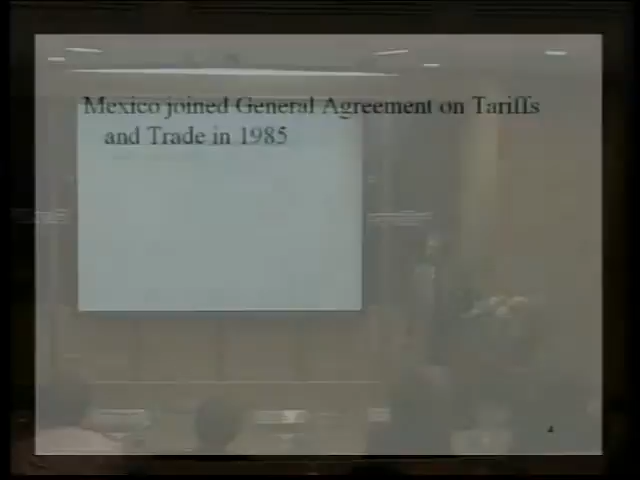 Mexico joined General Agreement on Tariffs
and Trade in 1985
4